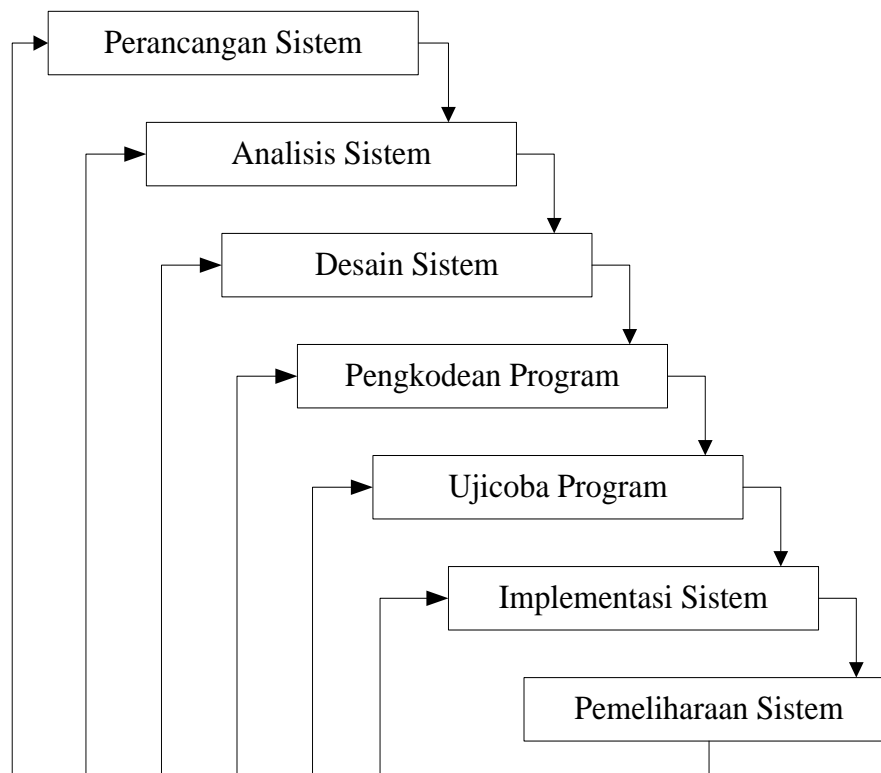 Perancangan Sistem
Analisis Sistem
Desain Sistem
Pengkodean Program
Ujicoba Program
Implementasi Sistem
Pemeliharaan Sistem